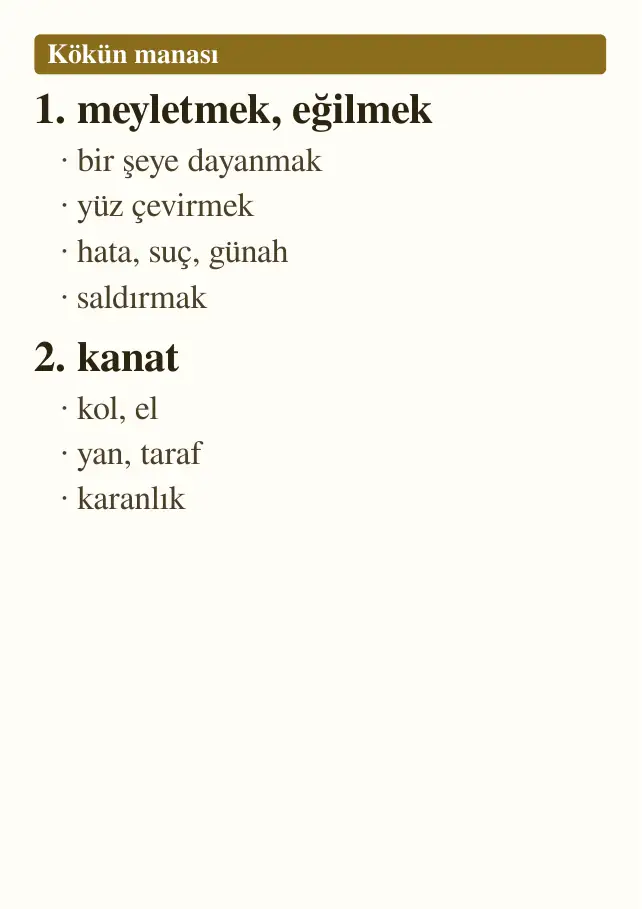 Kökün manası
1. meyletmek, eğilmek
· bir şeye dayanmak
· yüz çevirmek
· hata, suç, günah
· saldırmak
2. kanat
· kol, el
· yan, taraf
· karanlık